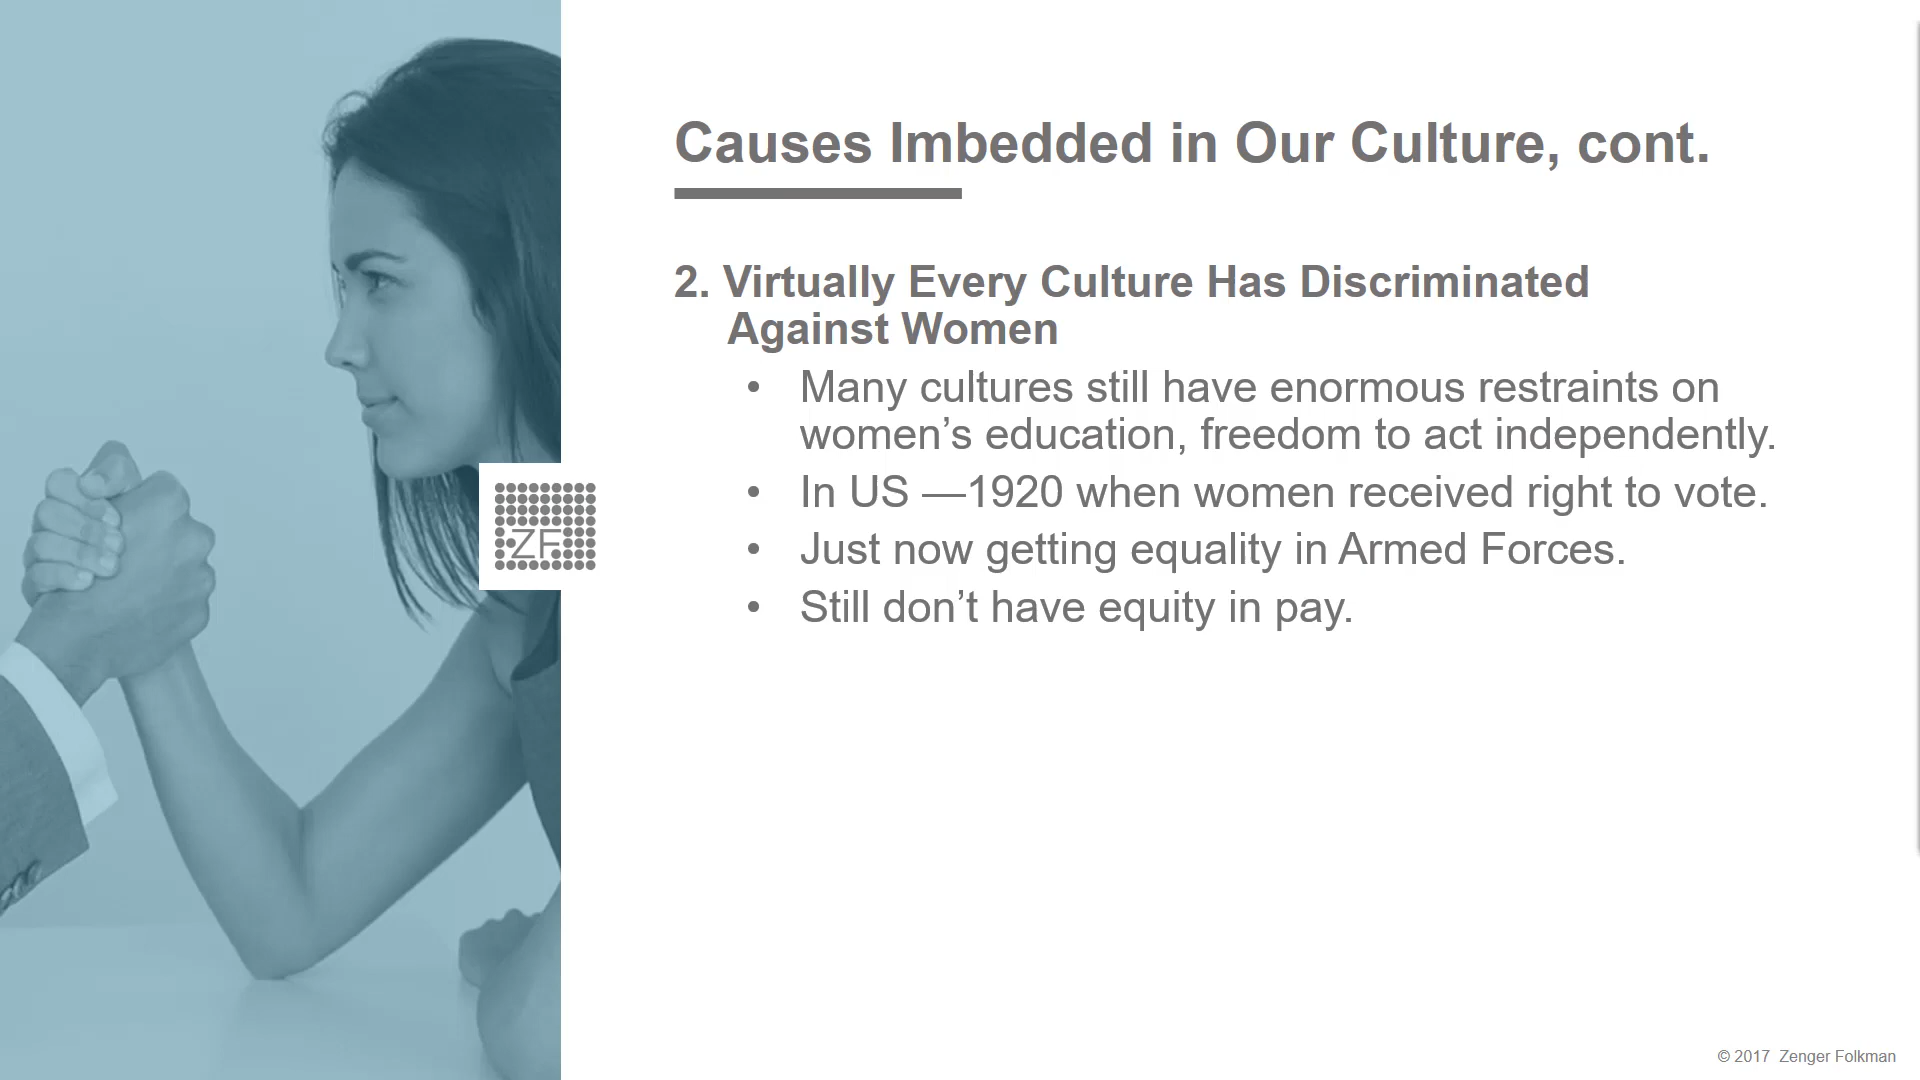 Causes Imbedded in Our Culture, cont.
2. Virtually Every Culture Has Discriminated
Against Women
• Many cultures still have enormous restraints on
women’s education, freedom to act independently.
• In US —1920 when women received right to vote.
• Just now getting equality in Armed Forces.
• Still don’t have equity in pay.
ZF
© 2017 Zenger Folkman